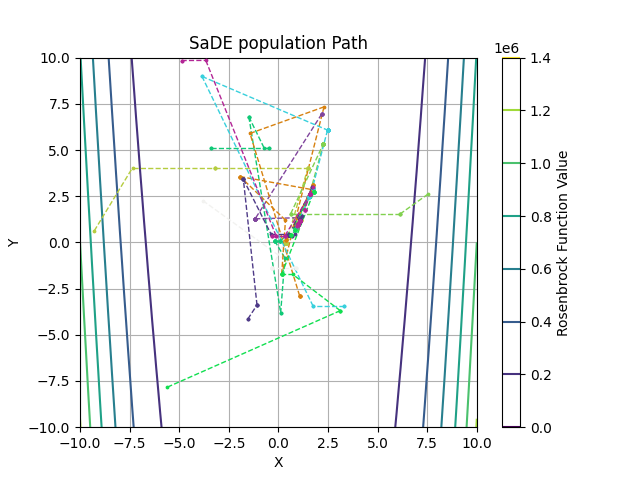 SaDE population Path
1e6
10.0
7.5
5.0
2.5
0.0
−2.5
−5.0
−7.5
−10.0
Y
−10.0 −7.5 −5.0 −2.5 0.0 2.5 5.0 7.5 10.0
X
1.4
1.2
1.0
0.8
0.6
0.4
0.2
0.0
Rosenbrock Function Value